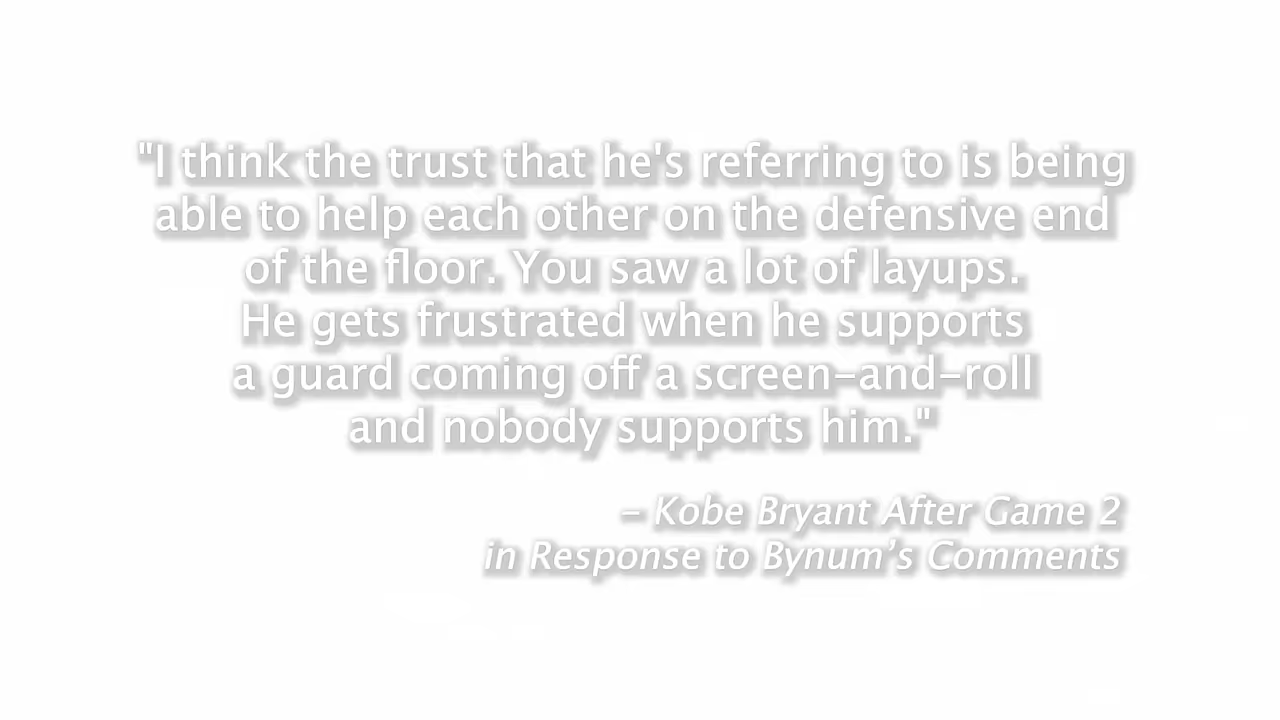 "I think the trust that he's referring to is being
able to help each other on the defensive end
of the floor. You saw a lot of layups.
He gets frustrated when he supports
a guard coming off a screen-and-roll
and nobody supports him."
- Kobe Bryant After Game 2
in Response to Bynum’s Comments